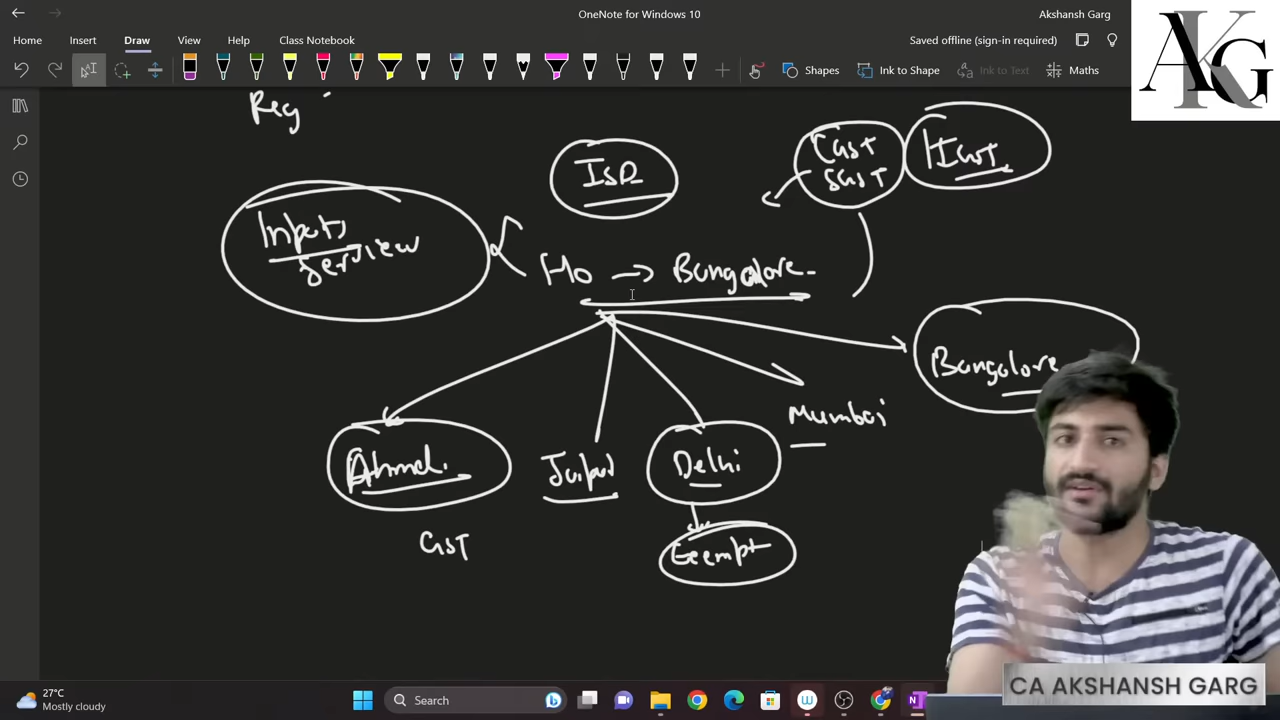 OneNote for Windows 10
Akshansh Garg
Home Insert Draw View Help Class Notebook
Saved offline (sign-in required)
Shapes Ink to Shape Ink to Text Maths
AKG
Reg
ISD
CGST
SGST
IGST
Inputs
HO → Bangalore
Bangalore
Mumbai
Ahmd.
Jaipur
Delhi
GST
Exempt
CA AKSHANSH GARG
27°C
Mostly cloudy
Search